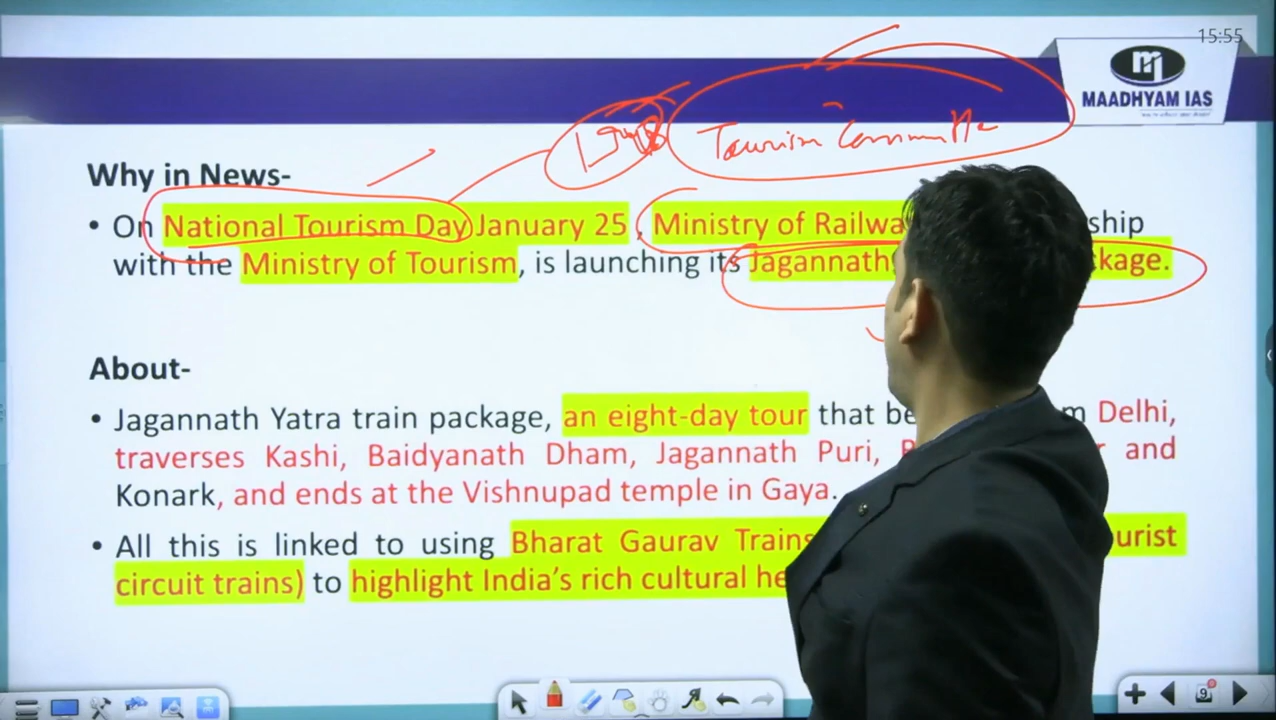 15:55
MAADHYAM IAS
1948
Tourism Committe
Why in News-
• On National Tourism Day January 25 , Ministry of Railwa ship
with the Ministry of Tourism, is launching its Jagannath ckage.
About-
• Jagannath Yatra train package, an eight-day tour that be m Delhi,
traverses Kashi, Baidyanath Dham, Jagannath Puri, and
Konark, and ends at the Vishnupad temple in Gaya.
• All this is linked to using Bharat Gaurav Trains urist
circuit trains) to highlight India's rich cultural he
9